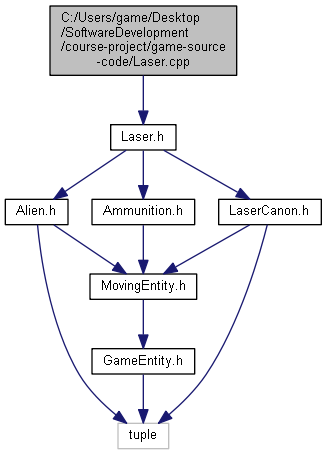 C:/Users/game/Desktop
/SoftwareDevelopment
/course-project/game-source
-code/Laser.cpp
Laser.h
Alien.h
Ammunition.h
LaserCanon.h
MovingEntity.h
GameEntity.h
tuple